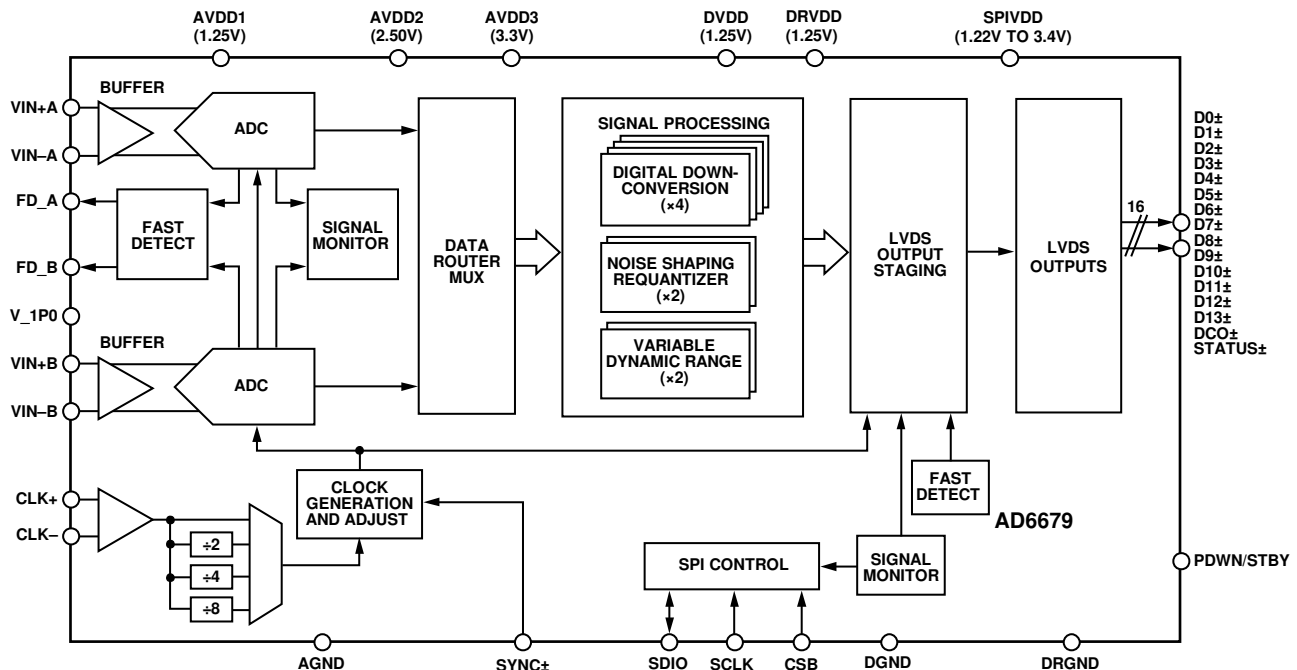 AVDD1
(1.25V)
AVDD2
(2.50V)
AVDD3
(3.3V)
DVDD
(1.25V)
DRVDD
(1.25V)
SPIVDD
(1.22V TO 3.4V)
BUFFER
VIN+A
VIN–A
ADC
FD_A
FD_B
FAST
DETECT
SIGNAL
MONITOR
V_1P0
BUFFER
VIN+B
VIN–B
ADC
DATA
ROUTER
MUX
SIGNAL PROCESSING
DIGITAL DOWN-
CONVERSION
(×4)
NOISE SHAPING
REQUANTIZER
(×2)
VARIABLE
DYNAMIC RANGE
(×2)
LVDS
OUTPUT
STAGING
LVDS
OUTPUTS
16
D0±
D1±
D2±
D3±
D4±
D5±
D6±
D7±
D8±
D9±
D10±
D11±
D12±
D13±
DCO±
STATUS±
CLK+
CLK–
÷2
÷4
÷8
CLOCK
GENERATION
AND ADJUST
FAST
DETECT
AD6679
SPI CONTROL
SIGNAL
MONITOR
PDWN/STBY
AGND
SYNC±
SDIO
SCLK
CSB
DGND
DRGND